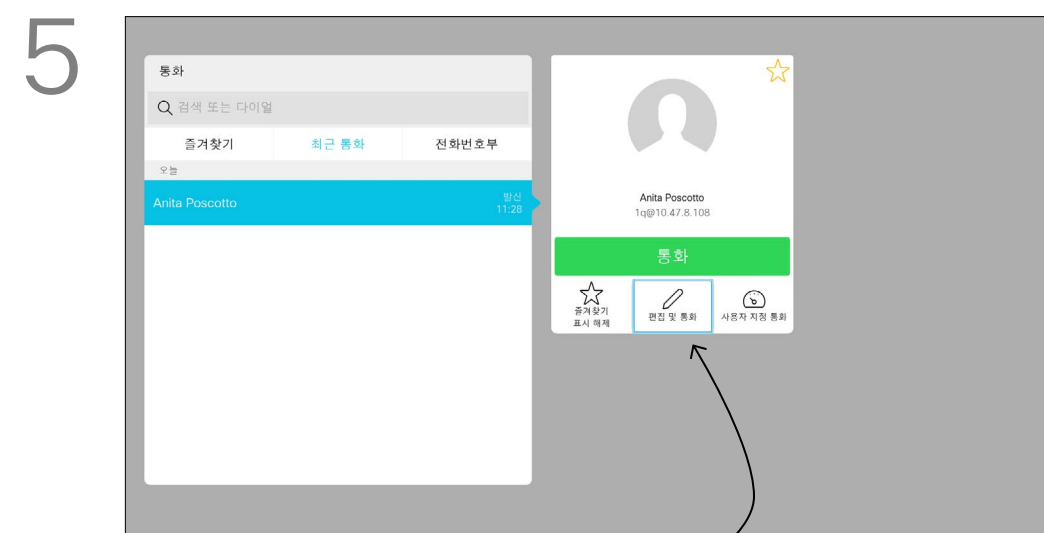 5
통화
검색 또는 다이얼
즐겨찾기 최근 통화 전화번호부
오늘
Anita Poscotto 발신
11:28
Anita Poscotto
1q@10.47.8.108
통화
즐겨찾기
표시 해제
편집 및 통화
사용자 지정 통화